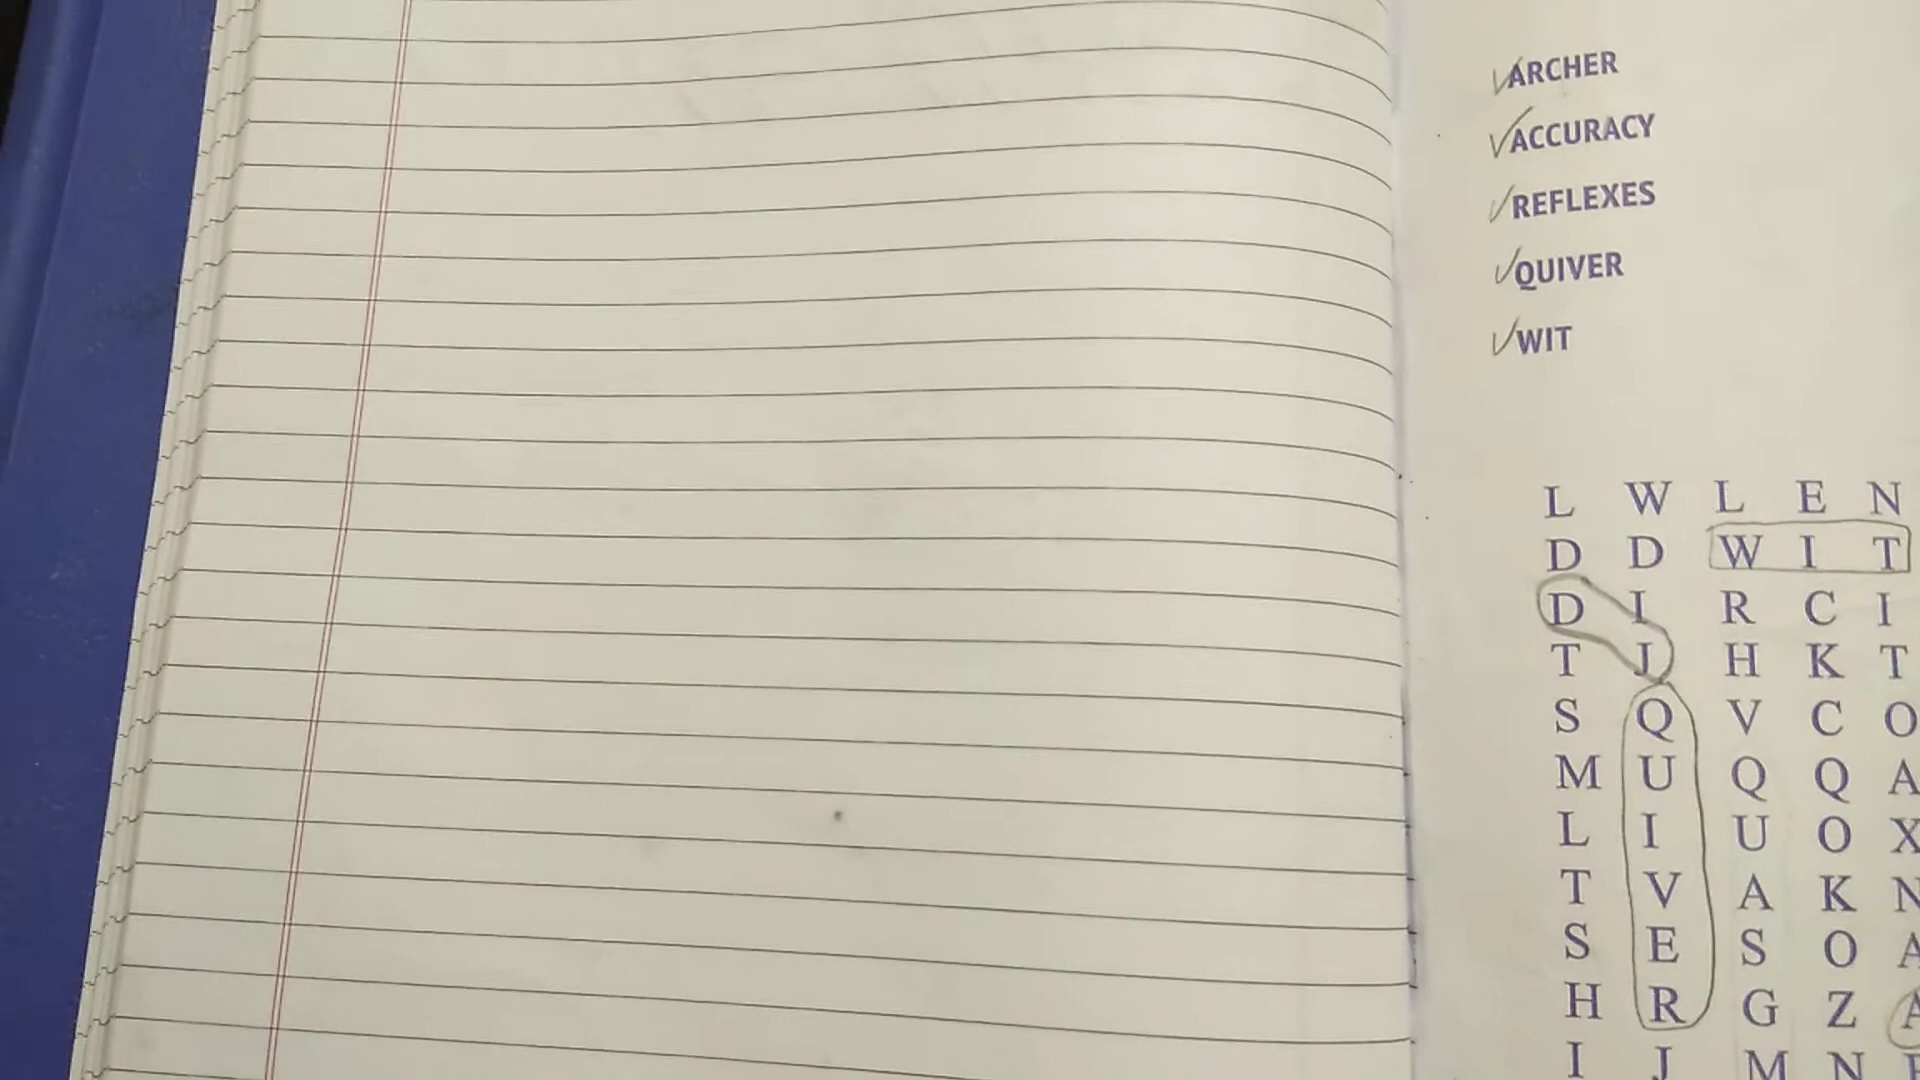 ARCHER
ACCURACY
REFLEXES
QUIVER
WIT
L W L E N
D D W I T
D I R C I
T J H K T
S Q V C O
M U Q Q A
L I U O X
T V A K N
S E S O A
H R G Z A
I J M N